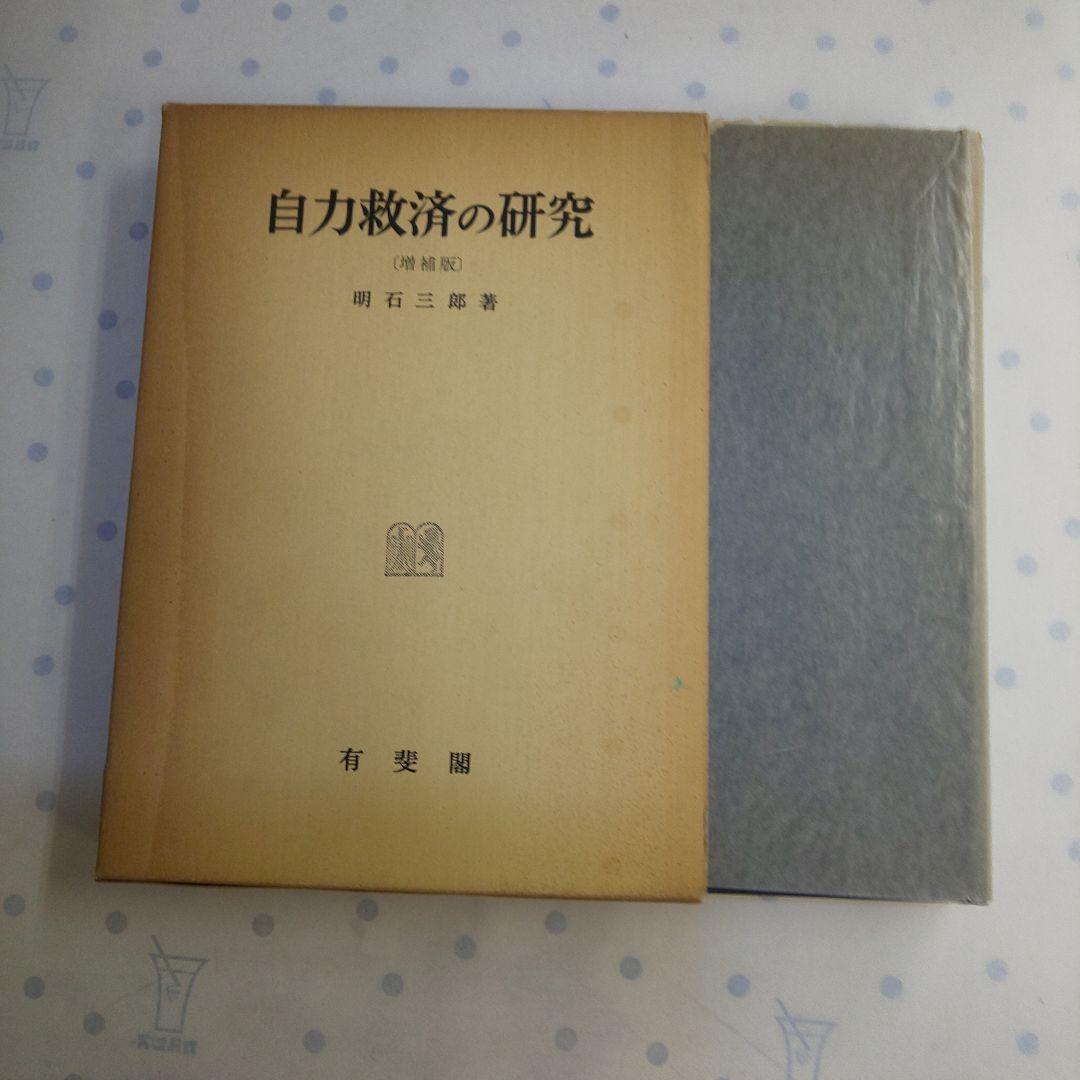 自力救済の研究
〔増補版〕
明石三郎著
有斐閣